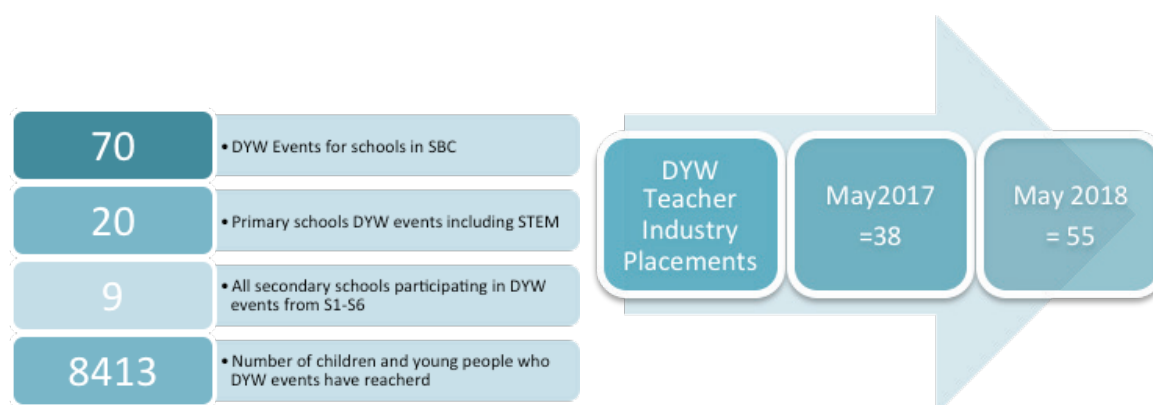 70
• DYW Events for schools in SBC
20
• Primary schools DYW events including STEM
9
• All secondary schools participating in DYW
events from S1-S6
8413
• Number of children and young people who
DYW events have reacherd
DYW
Teacher
Industry
Placements
May2017
=38
May 2018
= 55